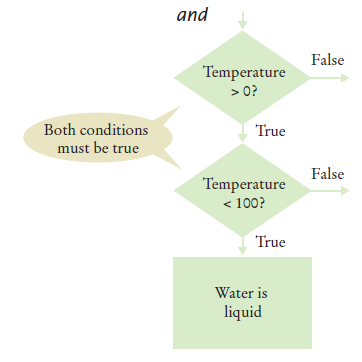 and
False
Temperature
> 0?
True
Both conditions
must be true
False
Temperature
< 100?
True
Water is
liquid